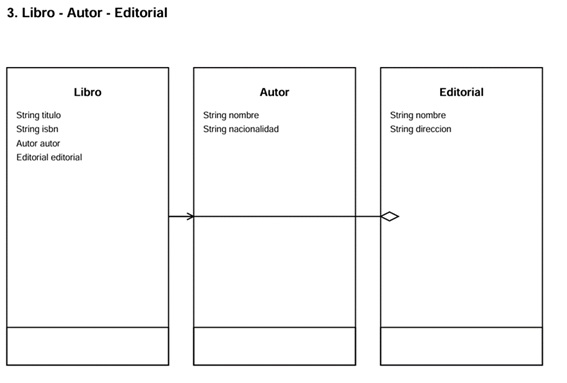 3. Libro - Autor - Editorial
Libro
String titulo
String isbn
Autor autor
Editorial editorial
Autor
String nombre
String nacionalidad
Editorial
String nombre
String direccion